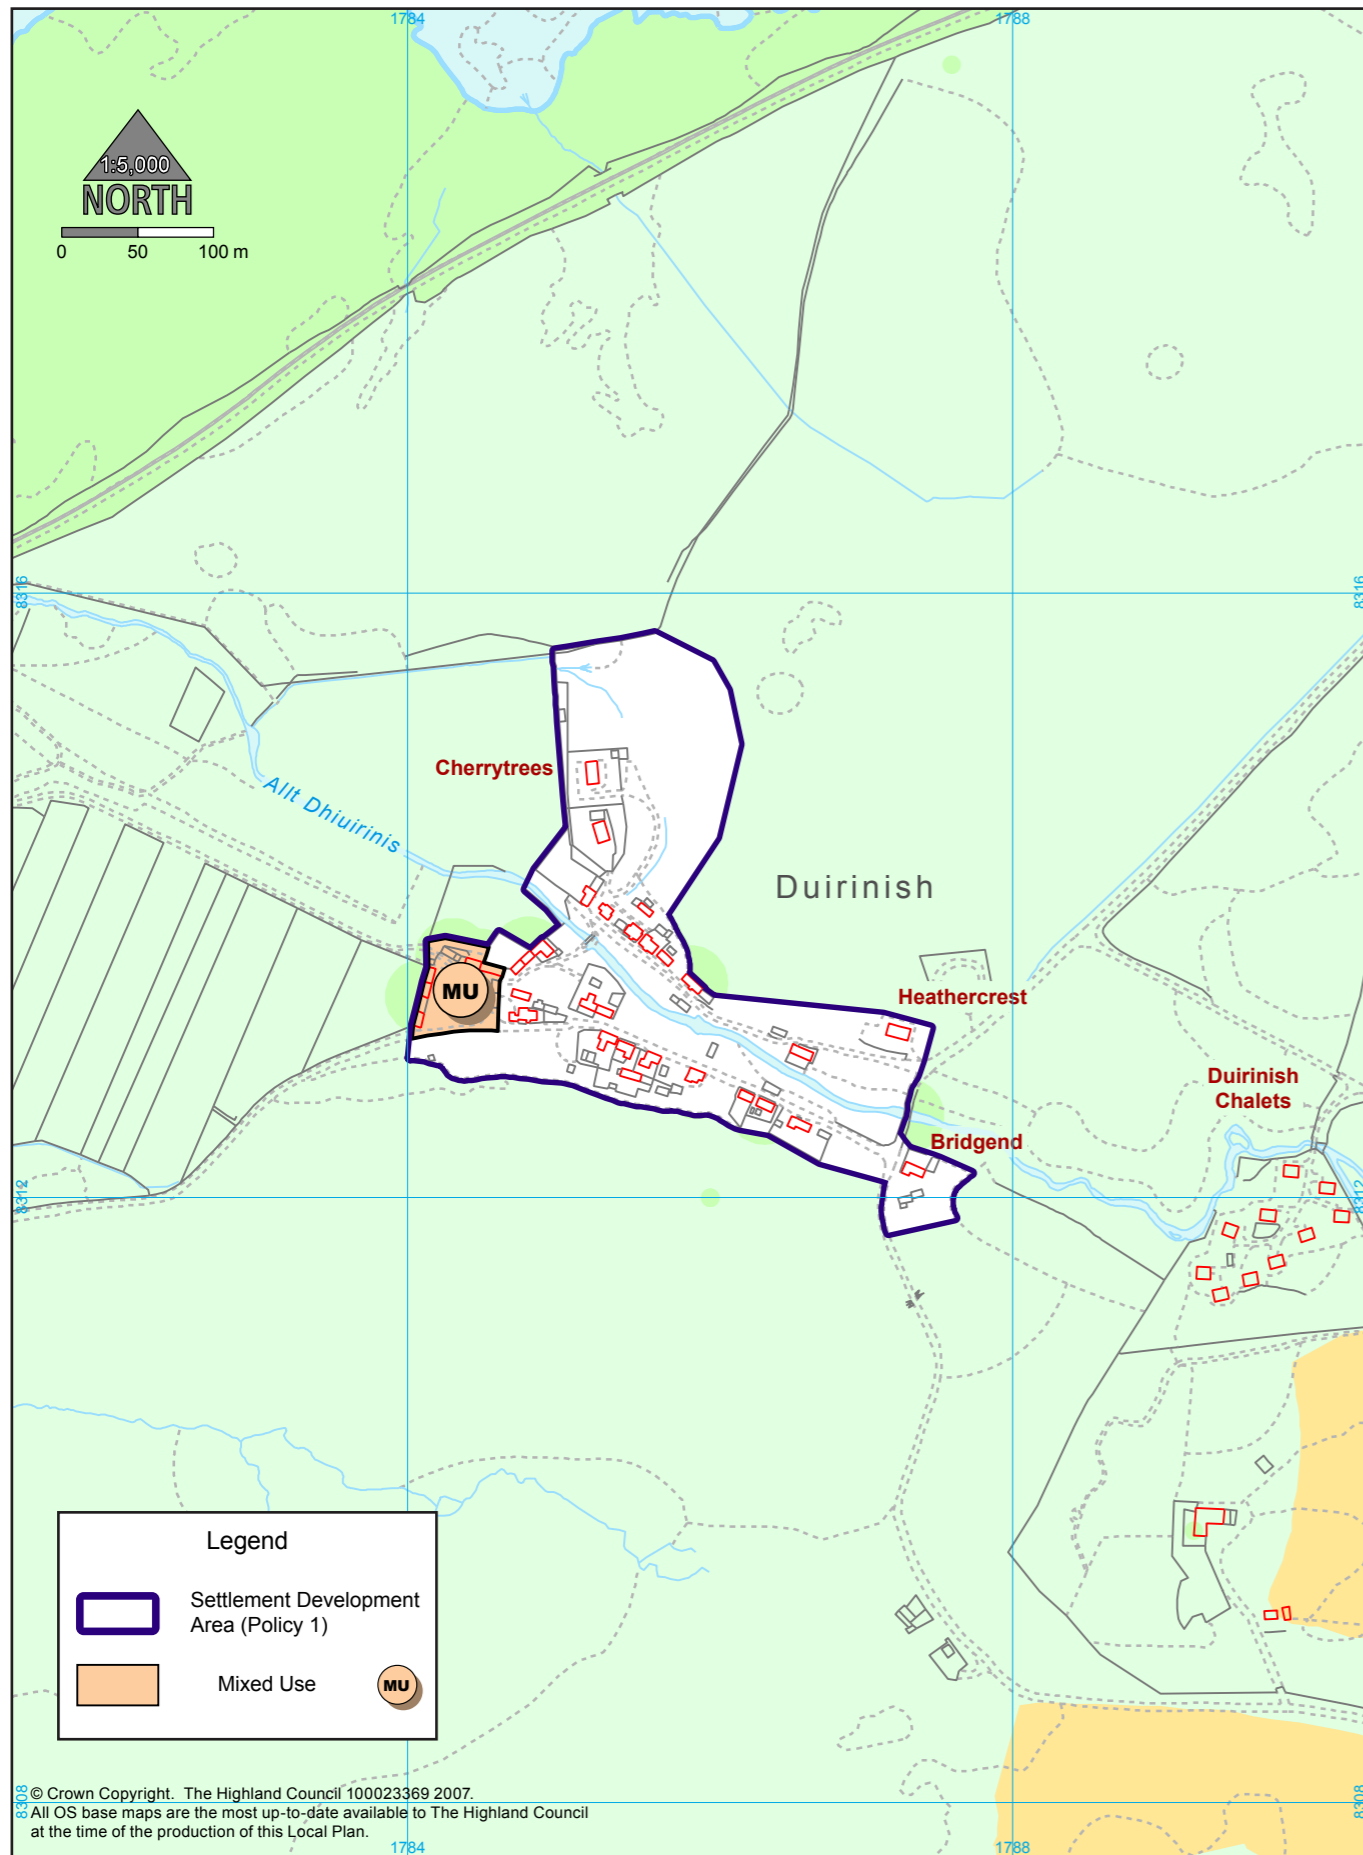 1784
1788
1:5,000
NORTH
0 50 100 m
8316
8316
Cherrytrees
Allt Dhiuirinis
Duirinish
MU
Heathercrest
Duirinish
Chalets
Bridgend
8312
8312
Legend
Settlement Development
Area (Policy 1)
Mixed Use
MU
8308
8308
© Crown Copyright. The Highland Council 100023369 2007.
All OS base maps are the most up-to-date available to The Highland Council
at the time of the production of this Local Plan.
1784
1788